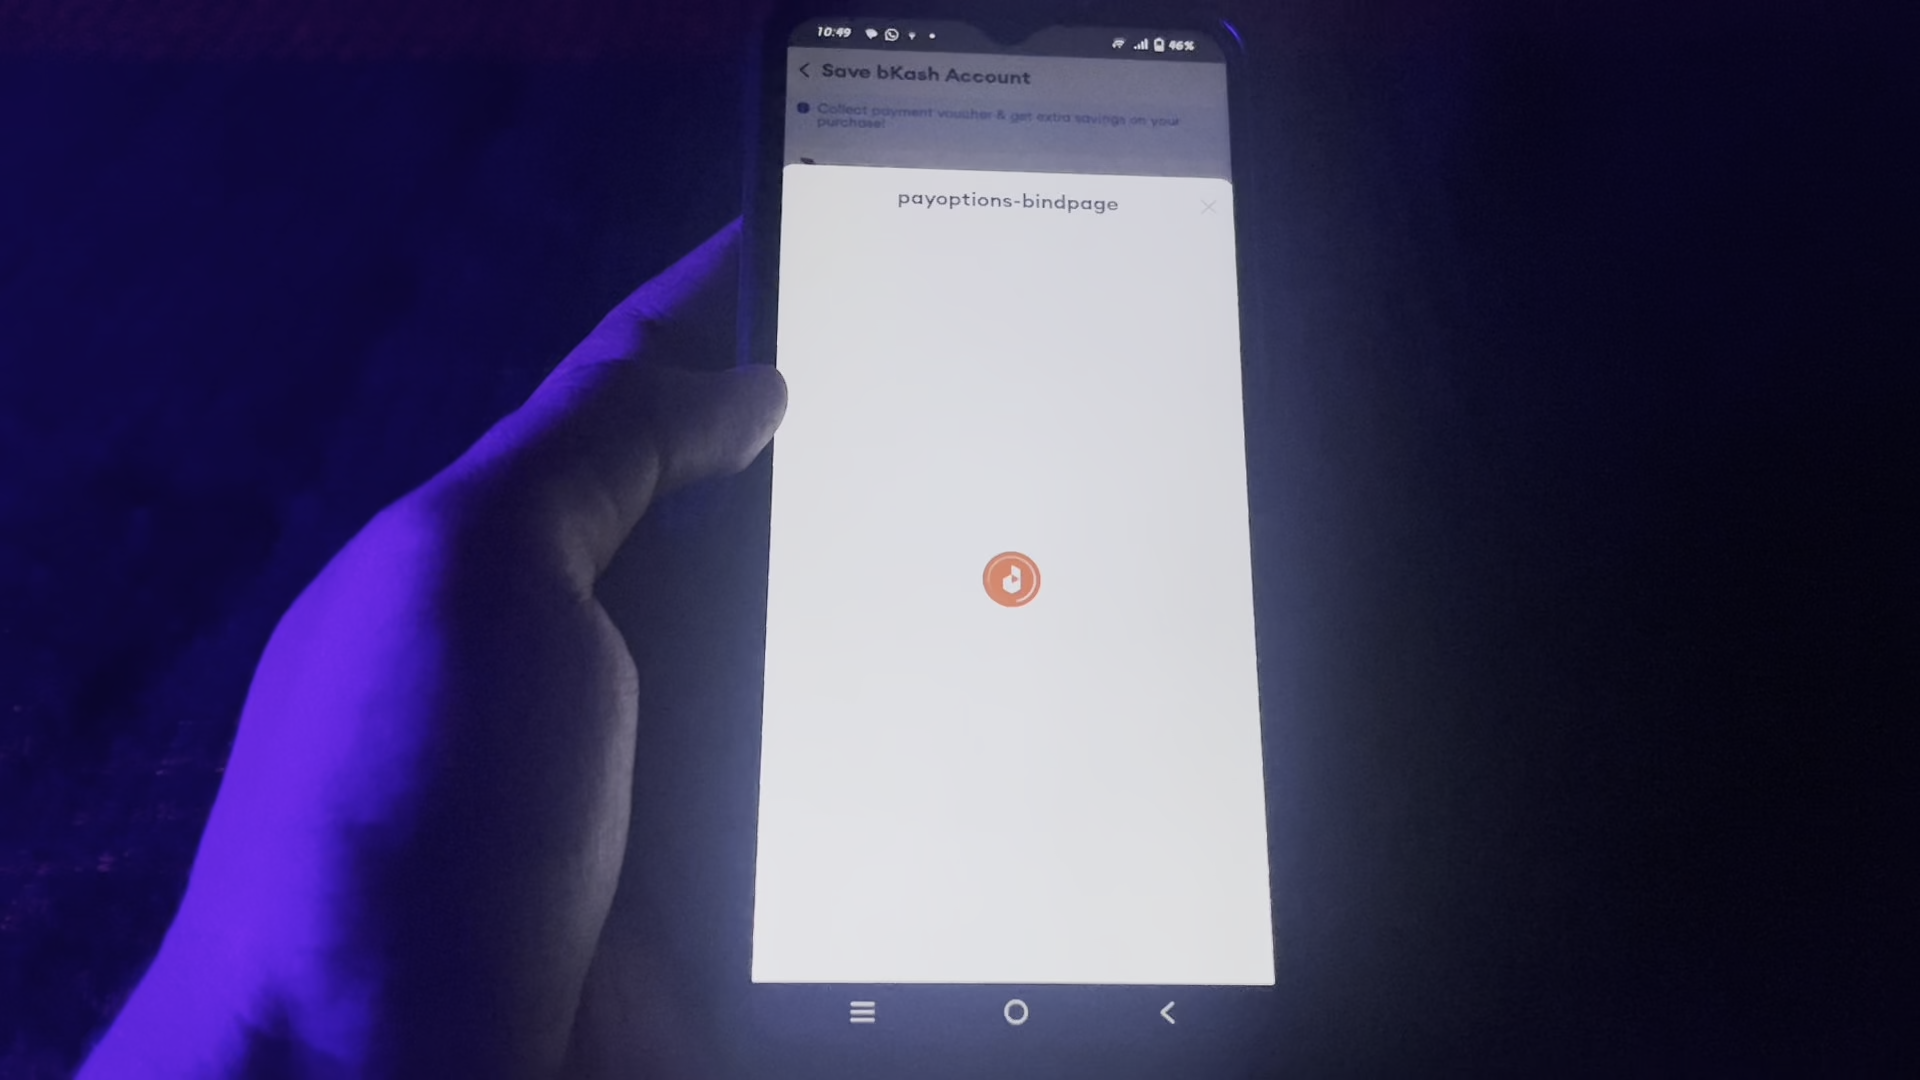 10:49
46%
Save bKash Account
Collect payment voucher & get extra savings on your
purchase!
payoptions-bindpage